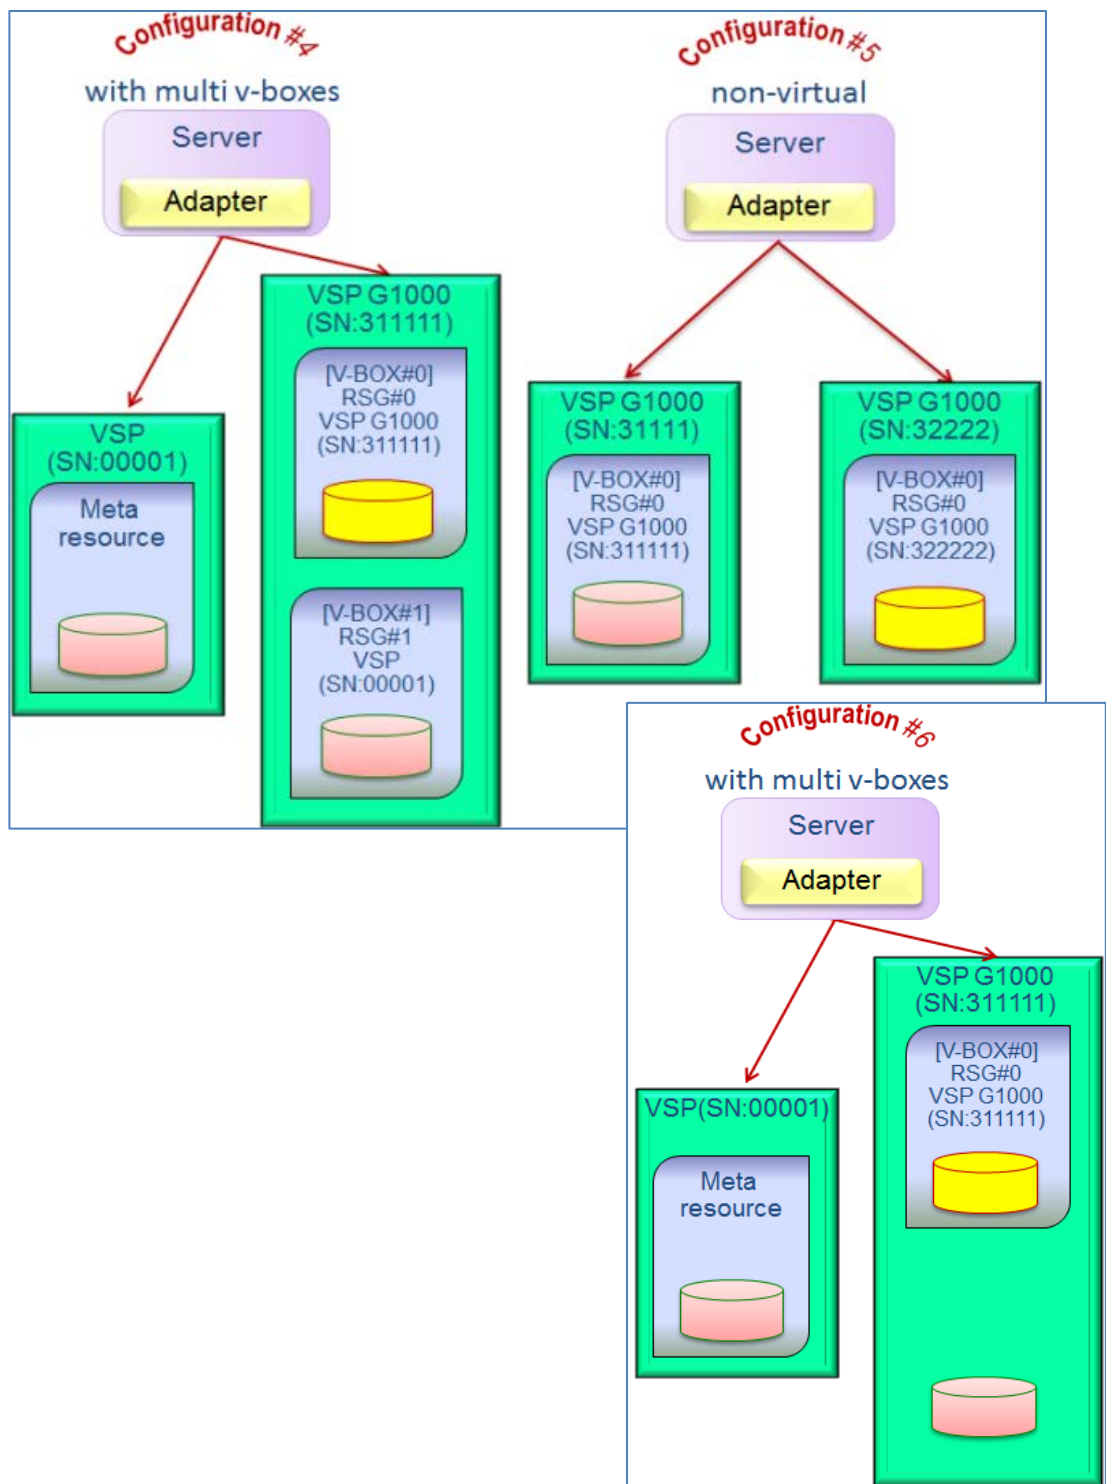 Configuration #4
with multi v-boxes
Server
Adapter
VSP
(SN:00001)
Meta
resource
VSP G1000
(SN:311111)
[V-BOX#0]
RSG#0
VSP G1000
(SN:311111)
[V-BOX#1]
RSG#1
VSP
(SN:00001)
Configuration #5
non-virtual
Server
Adapter
VSP G1000
(SN:31111)
[V-BOX#0]
RSG#0
VSP G1000
(SN:311111)
VSP G1000
(SN:32222)
[V-BOX#0]
RSG#0
VSP G1000
(SN:322222)
Configuration #6
with multi v-boxes
Server
Adapter
VSP(SN:00001)
Meta
resource
VSP G1000
(SN:311111)
[V-BOX#0]
RSG#0
VSP G1000
(SN:311111)